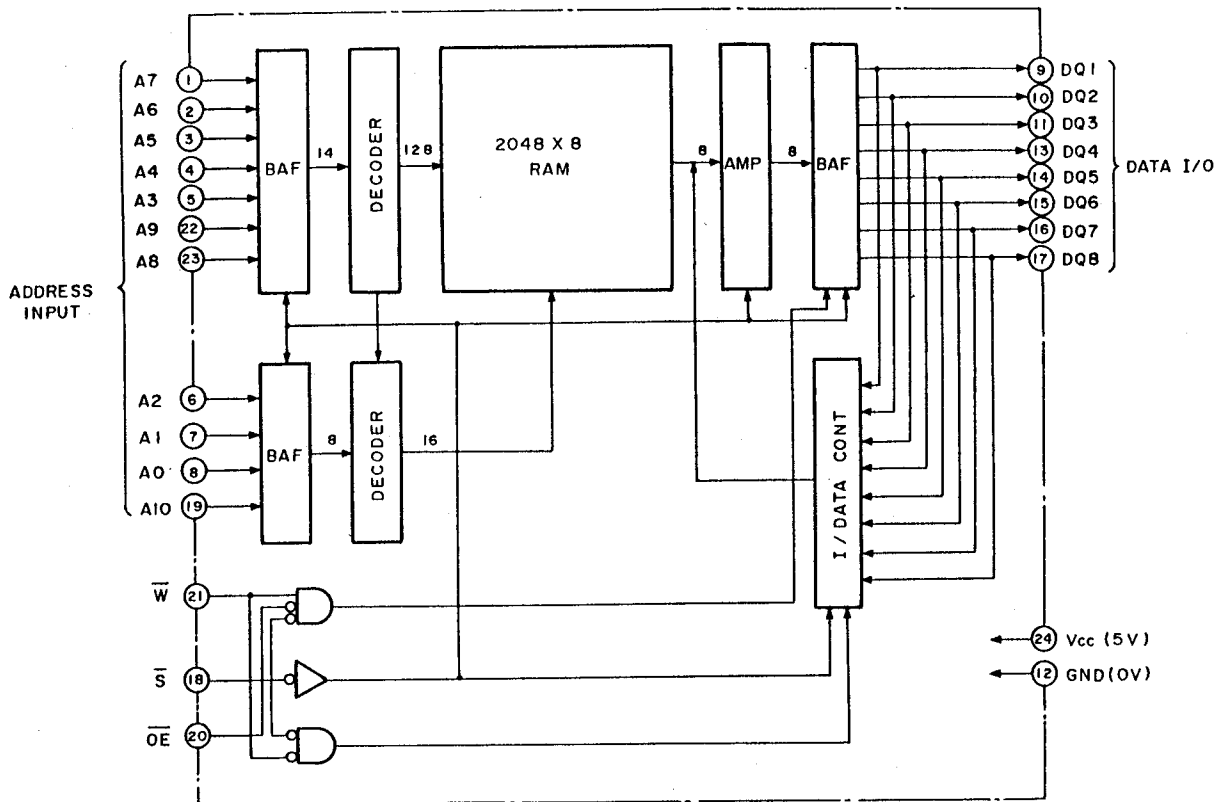 ADDRESS
INPUT
A7 1
A6 2
A5 3
A4 4
A3 5
A9 22
A8 23
A2 6
A1 7
A0 8
A10 19
W 21
S 18
OE 20
BAF
14
DECODER
128
2048 X 8
RAM
8
AMP
8
BAF
BAF
8
DECODER
16
I/DATA CONT
9 DQ1
10 DQ2
11 DQ3
13 DQ4
14 DQ5
15 DQ6
16 DQ7
17 DQ8
DATA I/O
24 Vcc (5V)
12 GND(0V)